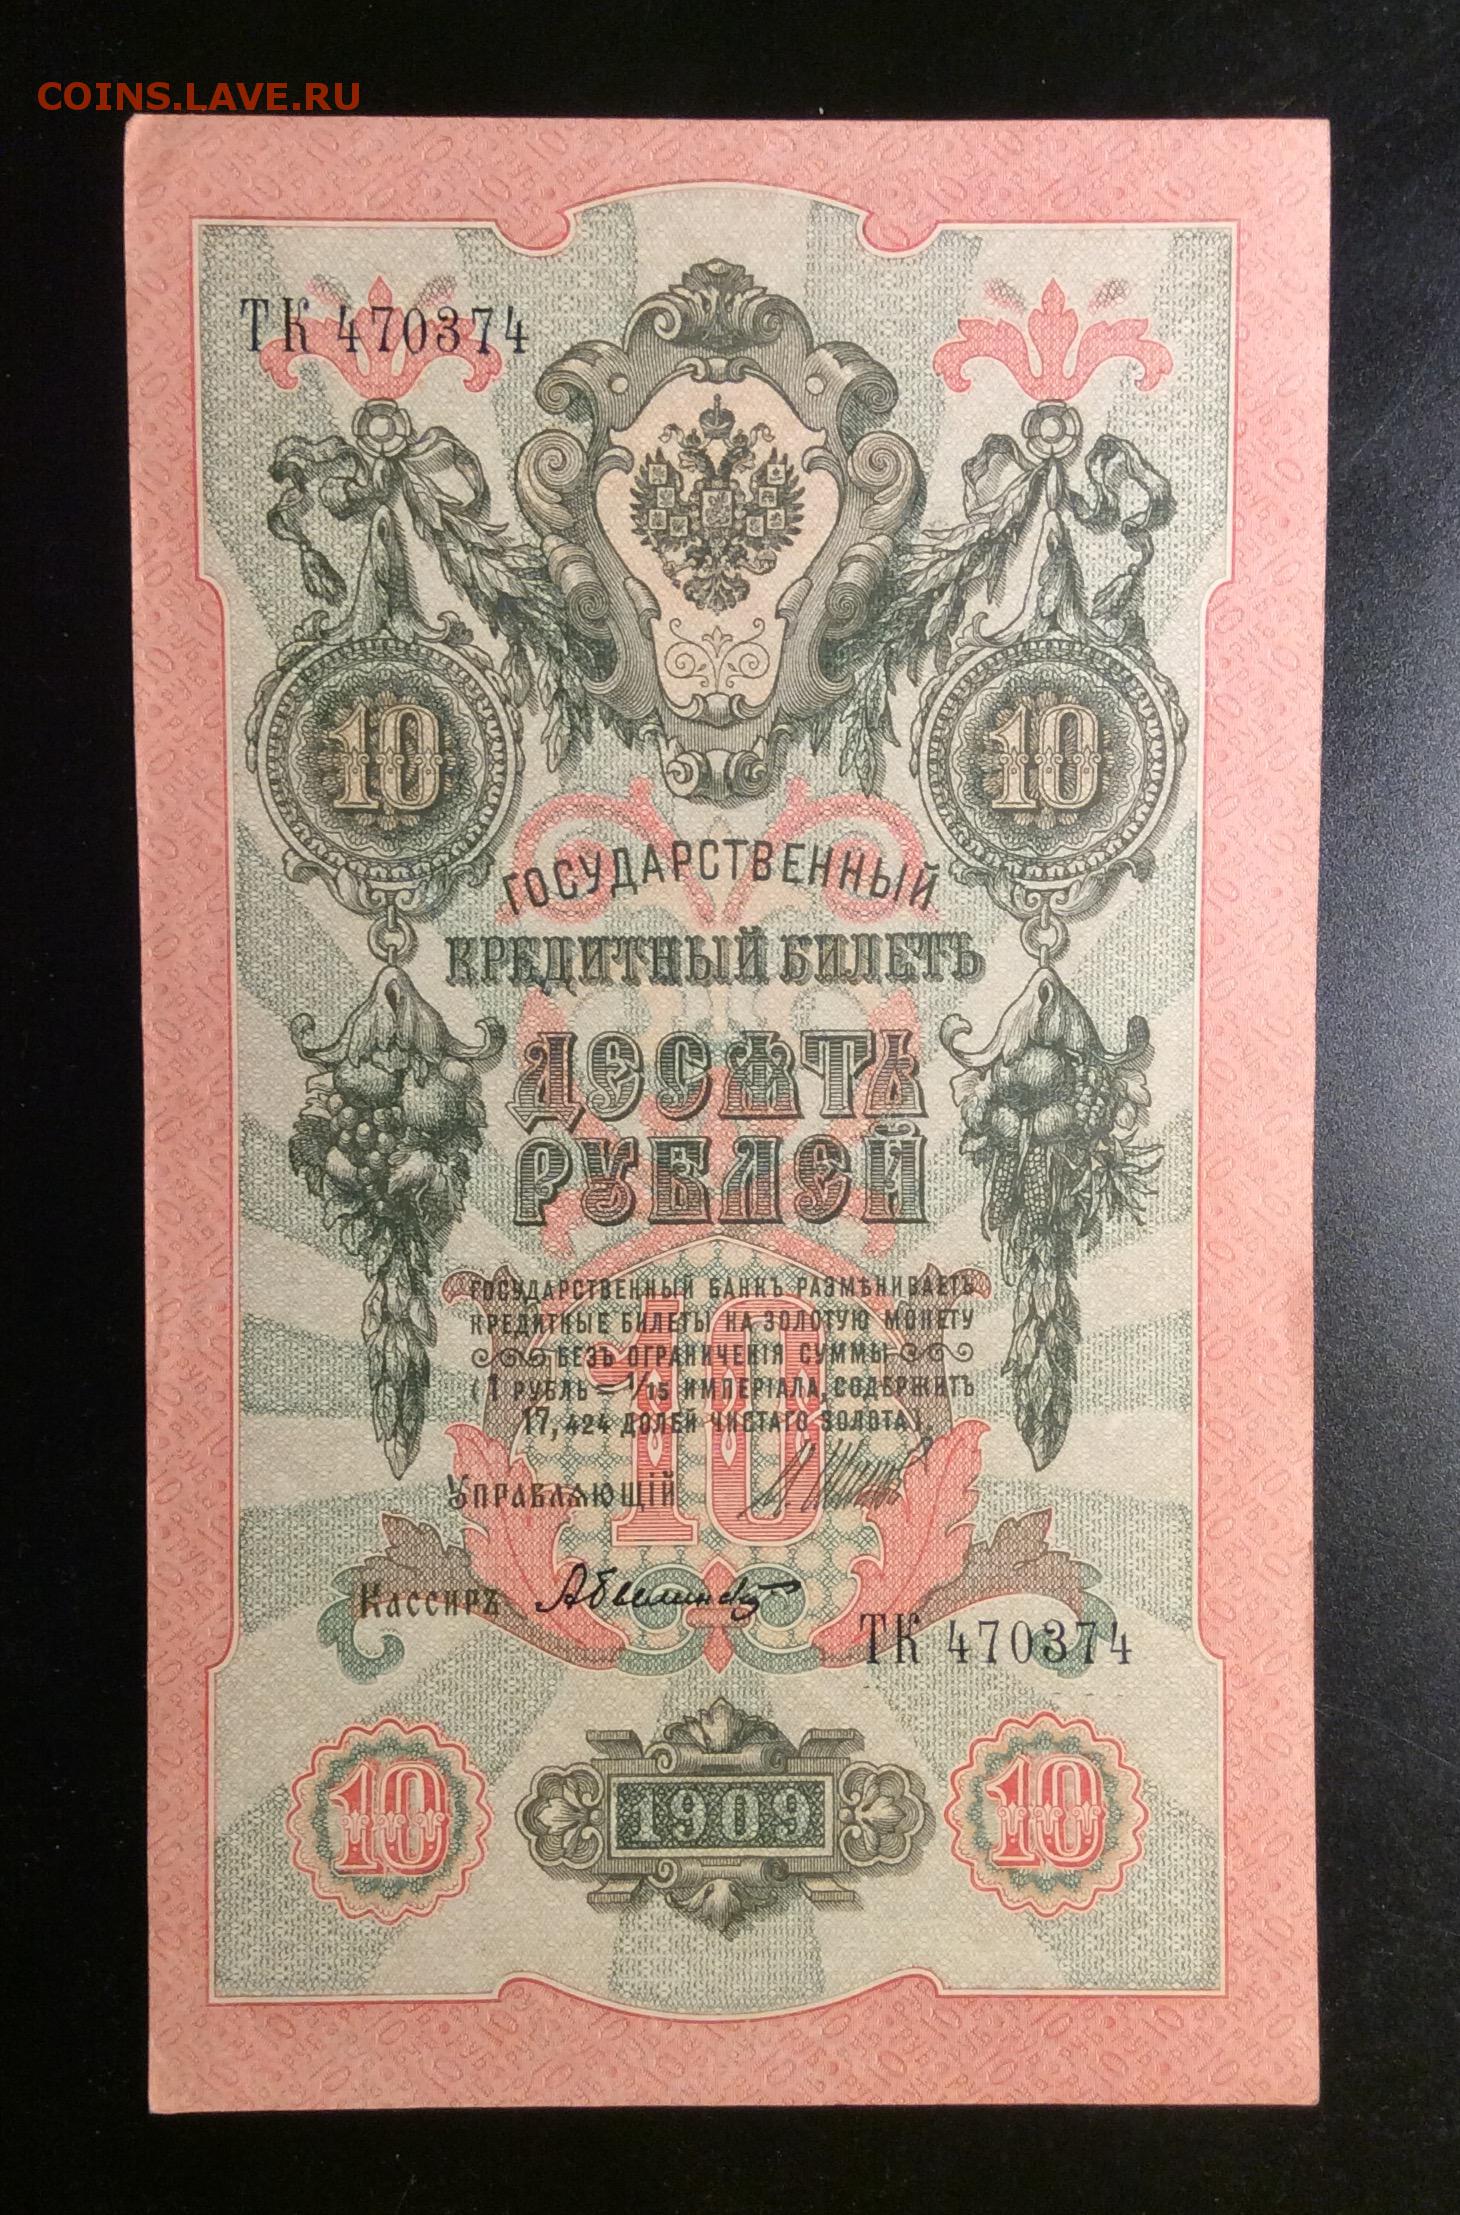 COINS.LAVE.RU
ТК 470374
10 10
ГОСУДАРСТВЕННЫЙ
КРЕДИТНЫЙ БИЛЕТЪ
ДЕСЯТЬ
РУБЛЕЙ
ГОСУДАРСТВЕННЫЙ БАНКЪ РАЗМѢНИВАЕТЪ
КРЕДИТНЫЕ БИЛЕТЫ НА ЗОЛОТУЮ МОНЕТУ
БЕЗЪ ОГРАНИЧЕНІЯ СУММЫ
(1 РУБЛЬ = 1/15 ИМПЕРІАЛА, СОДЕРЖИТЪ
17,424 ДОЛЕЙ ЧИСТАГО ЗОЛОТА).
10
УПРАВЛЯЮЩІЙ
КАССИРЪ
ТК 470374
10 1909 10